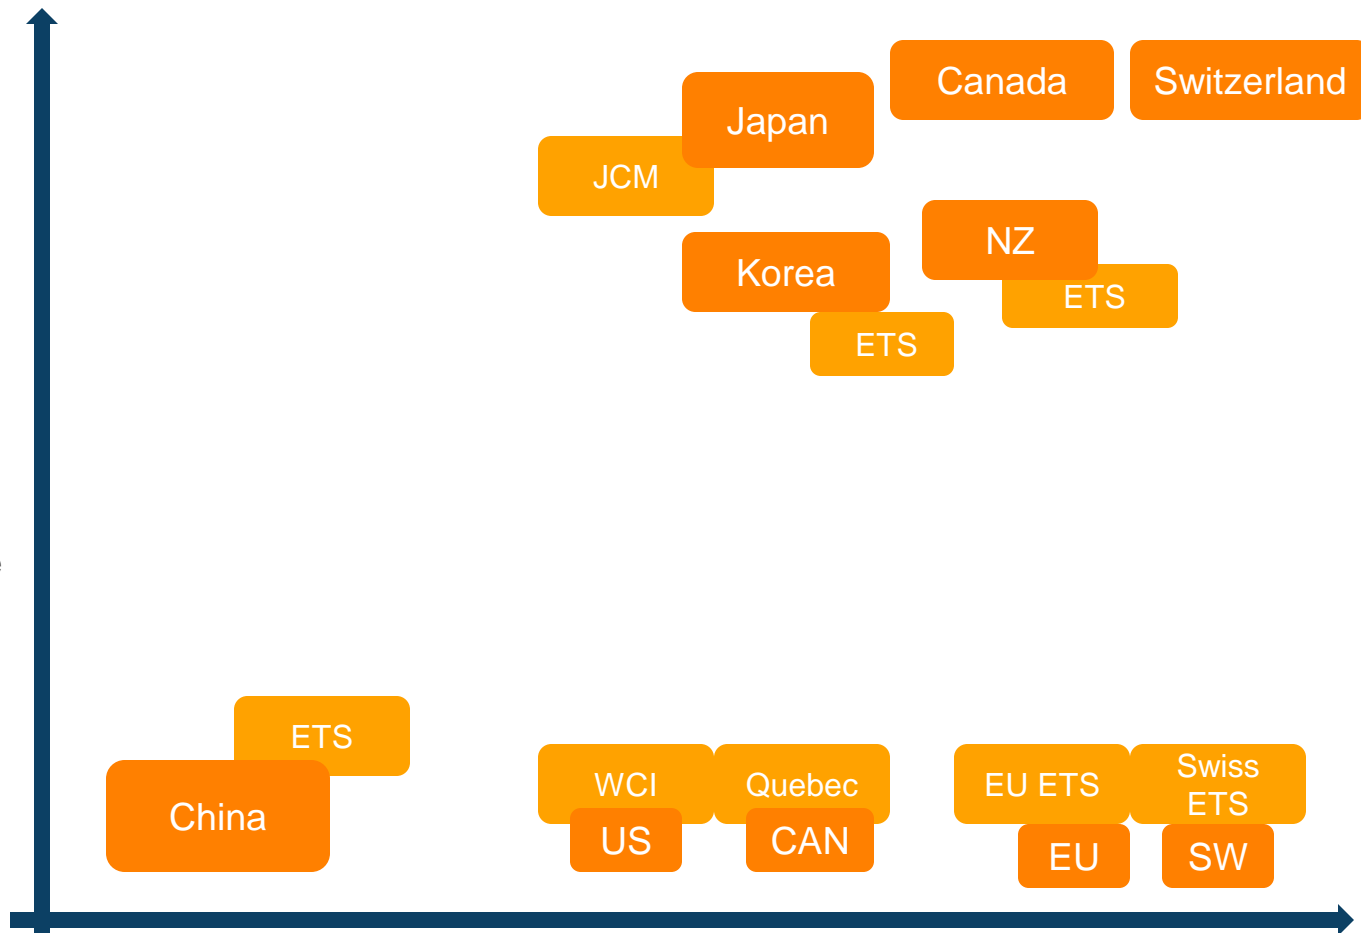 Canada
Switzerland
Japan
JCM
NZ
Korea
ETS
ETS
ETS
China
WCI
Quebec
EU ETS
Swiss
ETS
US
CAN
EU
SW